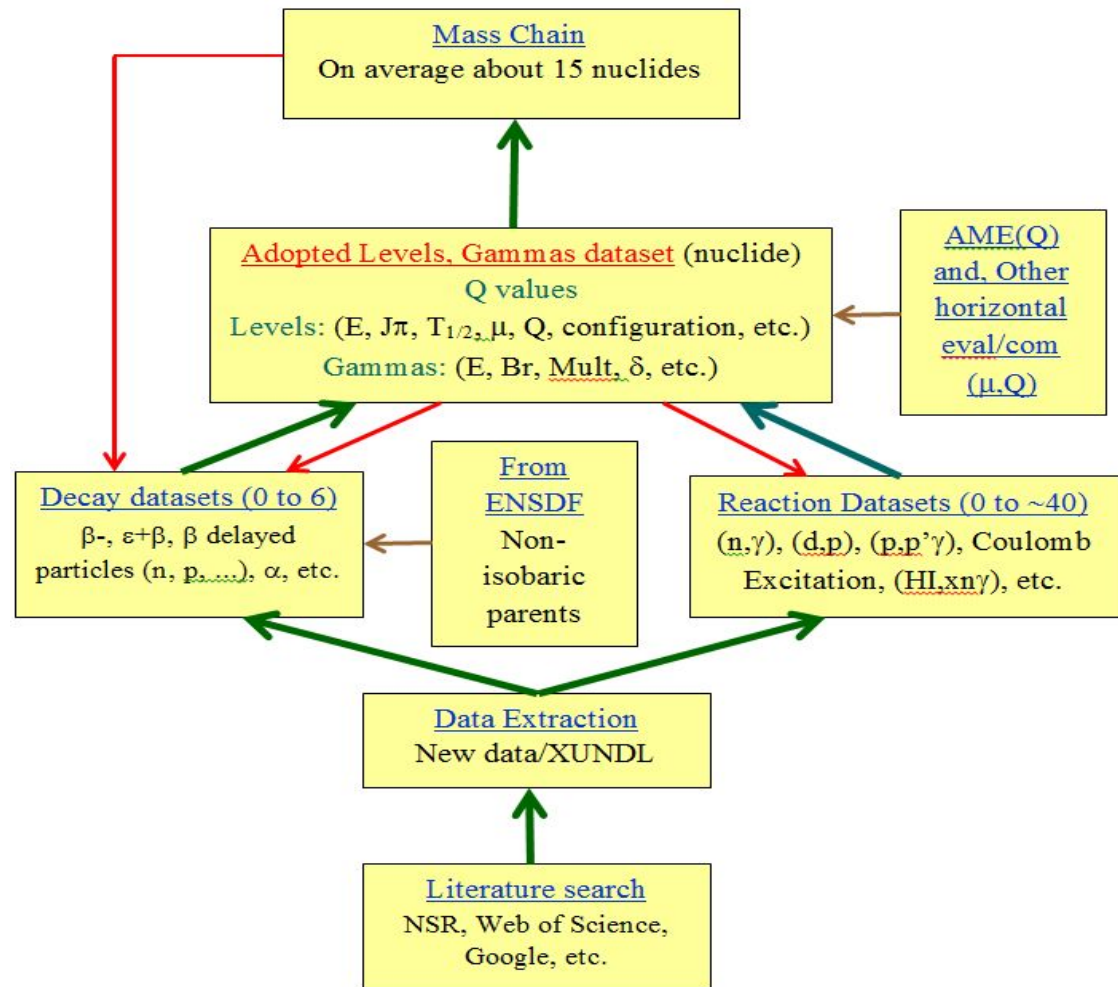 Mass Chain
On average about 15 nuclides
Adopted Levels, Gammas dataset (nuclide)
Q values
Levels: (E, Jπ, T1/2, μ, Q, configuration, etc.)
Gammas: (E, Br, Mult, δ, etc.)
AME(Q)
and, Other
horizontal
eval/com
(μ,Q)
Decay datasets (0 to 6)
β-, ε+β, β delayed
particles (n, p, ...), α, etc.
From
ENSDF
Non-
isobaric
parents
Reaction Datasets (0 to ~40)
(n,γ), (d,p), (p,p’γ), Coulomb
Excitation, (HI,xnγ), etc.
Data Extraction
New data/XUNDL
Literature search
NSR, Web of Science,
Google, etc.